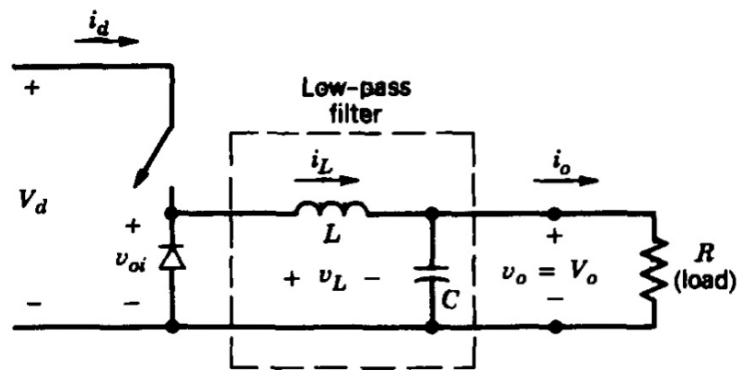 i_d
+
Low-pass
filter
i_L
i_o
V_d
+
v_oi
L
+ v_L −
C
+
v_o = V_o
R
(load)
−
−
−